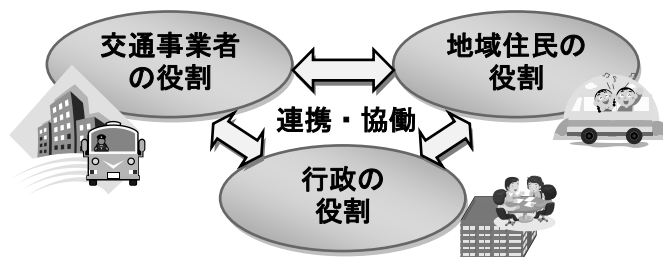 交通事業者
の役割
地域住民の
役割
連携・協働
行政の
役割